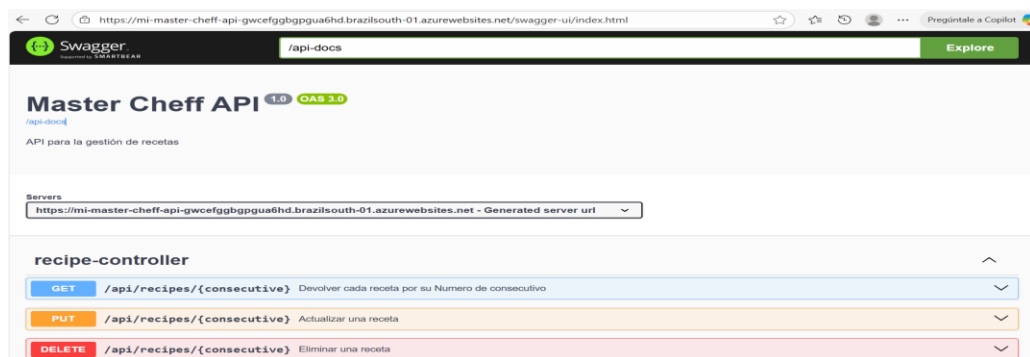 https://mi-master-cheff-api-gwcefggbgpgua6hd.brazilsouth-01.azurewebsites.net/swagger-ui/index.html
Pregúntale a Copilot
Swagger.
Supported by SMARTBEAR
/api-docs
Explore
Master Cheff API 1.0 OAS 3.0
/api-docs
API para la gestión de recetas
Servers
https://mi-master-cheff-api-gwcefggbgpgua6hd.brazilsouth-01.azurewebsites.net - Generated server url
recipe-controller
GET /api/recipes/{consecutive} Devolver cada receta por su Numero de consecutivo
PUT /api/recipes/{consecutive} Actualizar una receta
DELETE /api/recipes/{consecutive} Eliminar una receta